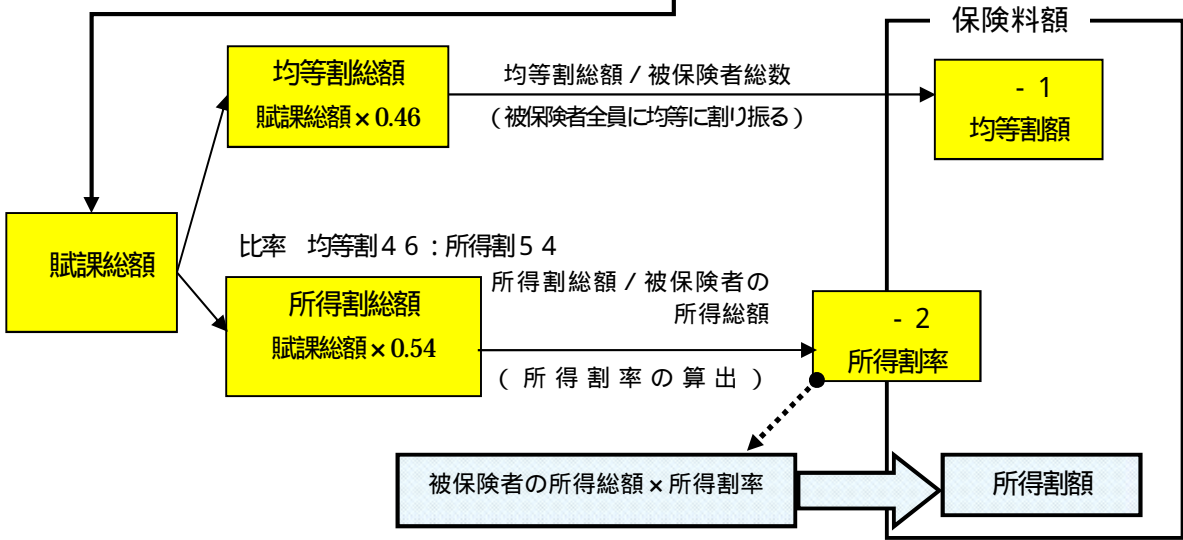 保険料額
均等割総額
賦課総額×0.46
均等割総額/被保険者総数
(被保険者全員に均等に割り振る)
-1
均等割額
賦課総額
比率 均等割46:所得割54
所得割総額
賦課総額×0.54
所得割総額/被保険者の
所得総額
(所得割率の算出)
-2
所得割率
被保険者の所得総額×所得割率
所得割額